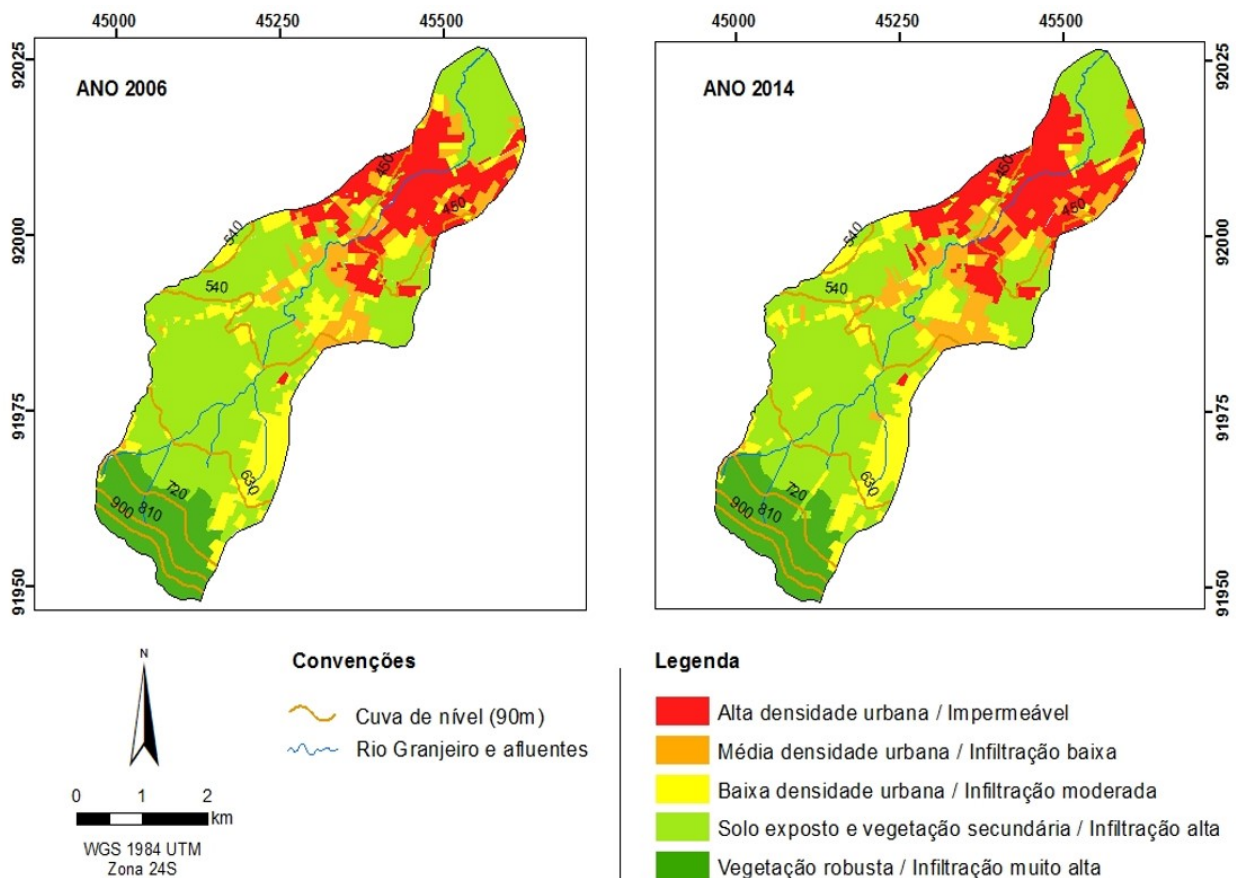 45000 45250 45500
45000 45250 45500
92025
92000
91975
91950
ANO 2006
450
450
540
540
630
720
810
900
ANO 2014
450
450
540
540
630
720
810
900
92025
92000
91975
91950
N
0 1 2
km
WGS 1984 UTM
Zona 24S
Convenções
Cuva de nível (90m)
Rio Granjeiro e afluentes
Legenda
Alta densidade urbana / Impermeável
Média densidade urbana / Infiltração baixa
Baixa densidade urbana / Infiltração moderada
Solo exposto e vegetação secundária / Infiltração alta
Vegetação robusta / Infiltração muito alta